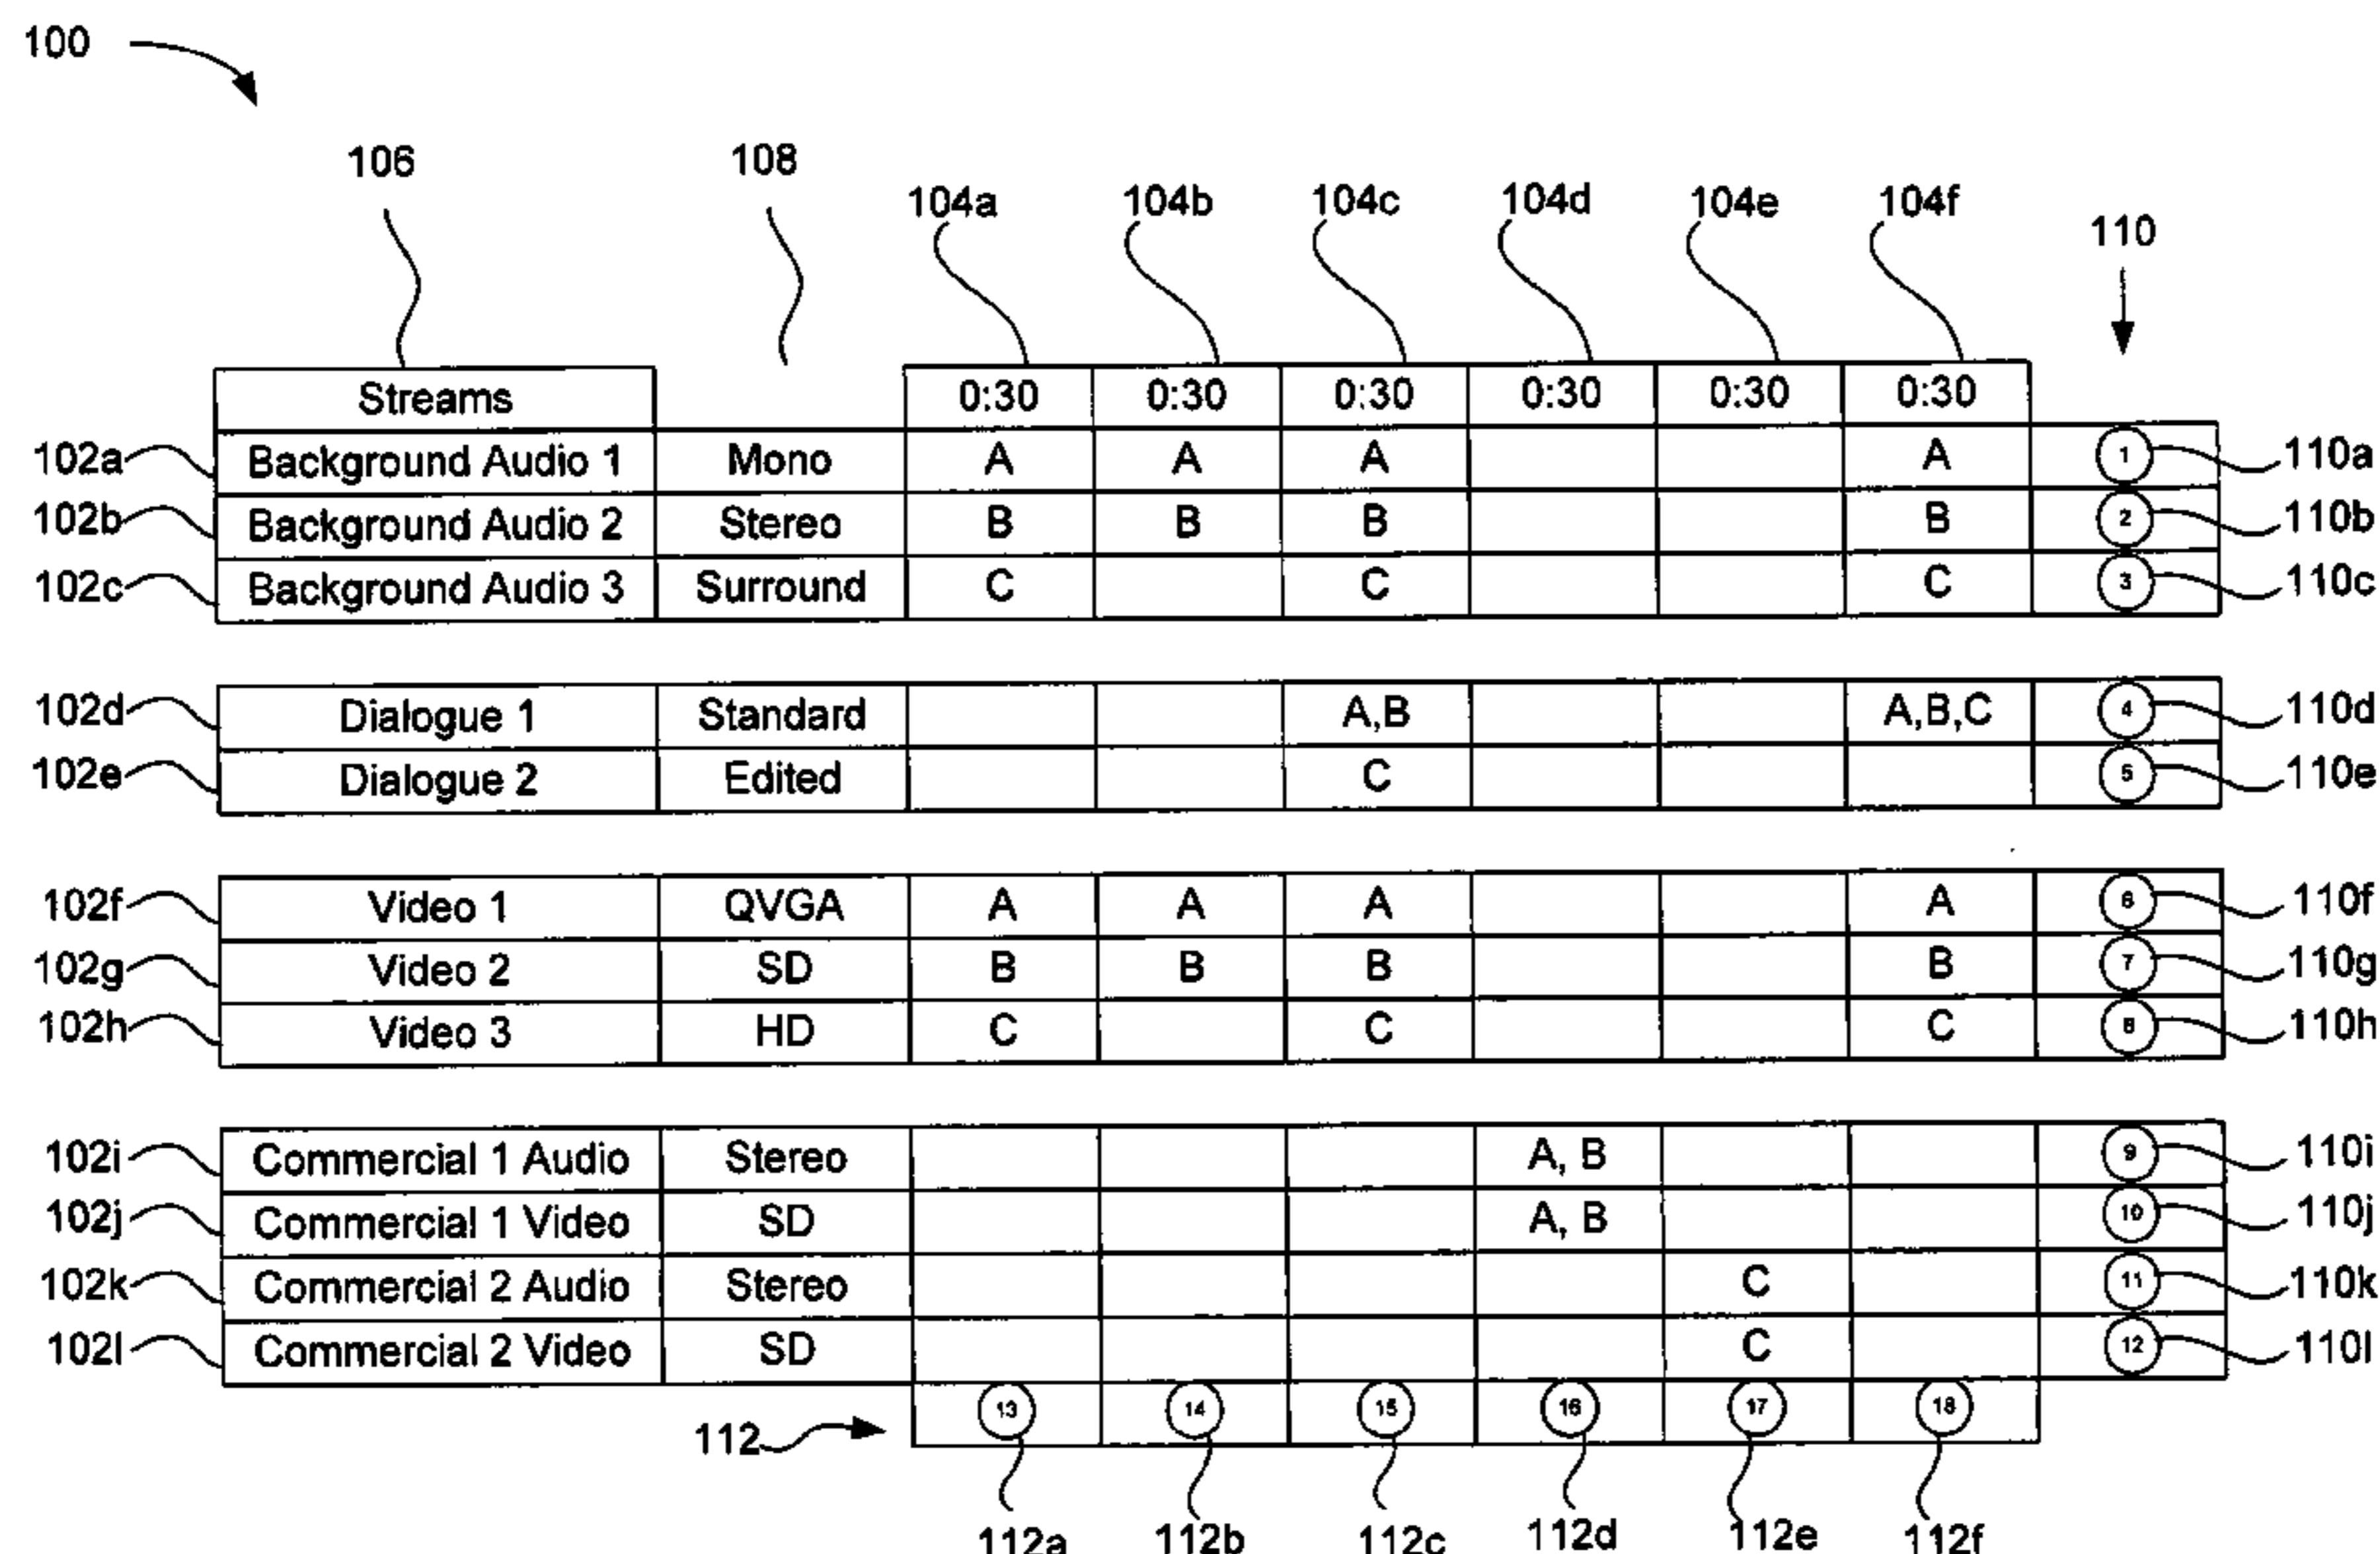 100
106 108
104a 104b 104c 104d 104e 104f
110
Streams 0:30 0:30 0:30 0:30 0:30 0:30
102a Background Audio 1 Mono A A A A 1 110a
102b Background Audio 2 Stereo B B B B 2 110b
102c Background Audio 3 Surround C C C 3 110c
102d Dialogue 1 Standard A,B A,B,C 4 110d
102e Dialogue 2 Edited C 5 110e
102f Video 1 QVGA A A A A 6 110f
102g Video 2 SD B B B B 7 110g
102h Video 3 HD C C C 8 110h
102i Commercial 1 Audio Stereo A, B 9 110i
102j Commercial 1 Video SD A, B 10 110j
102k Commercial 2 Audio Stereo C 11 110k
102l Commercial 2 Video SD C 12 110l
112 13 14 15 16 17 18
112a 112b 112c 112d 112e 112f